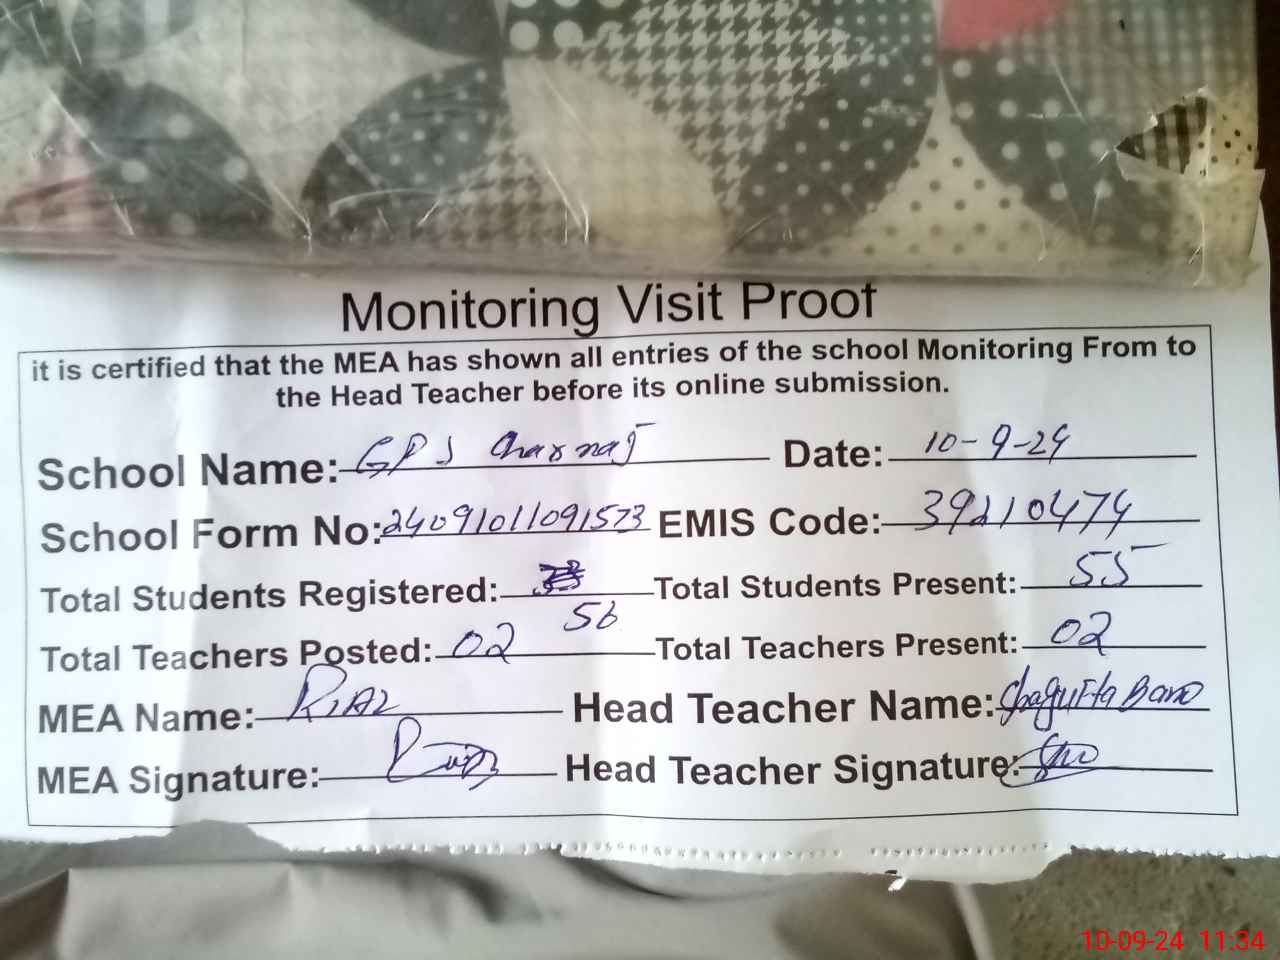 Monitoring Visit Proof
it is certified that the MEA has shown all entries of the school Monitoring From to
the Head Teacher before its online submission.
School Name: GPS Charnaj Date: 10-9-24
School Form No: 24091011091573 EMIS Code: 39210474
Total Students Registered: 56 Total Students Present: 55
Total Teachers Posted: 02 Total Teachers Present: 02
MEA Name: RIAZ Head Teacher Name: Shagufta Bano
MEA Signature: Head Teacher Signature:
10-09-24 11:34